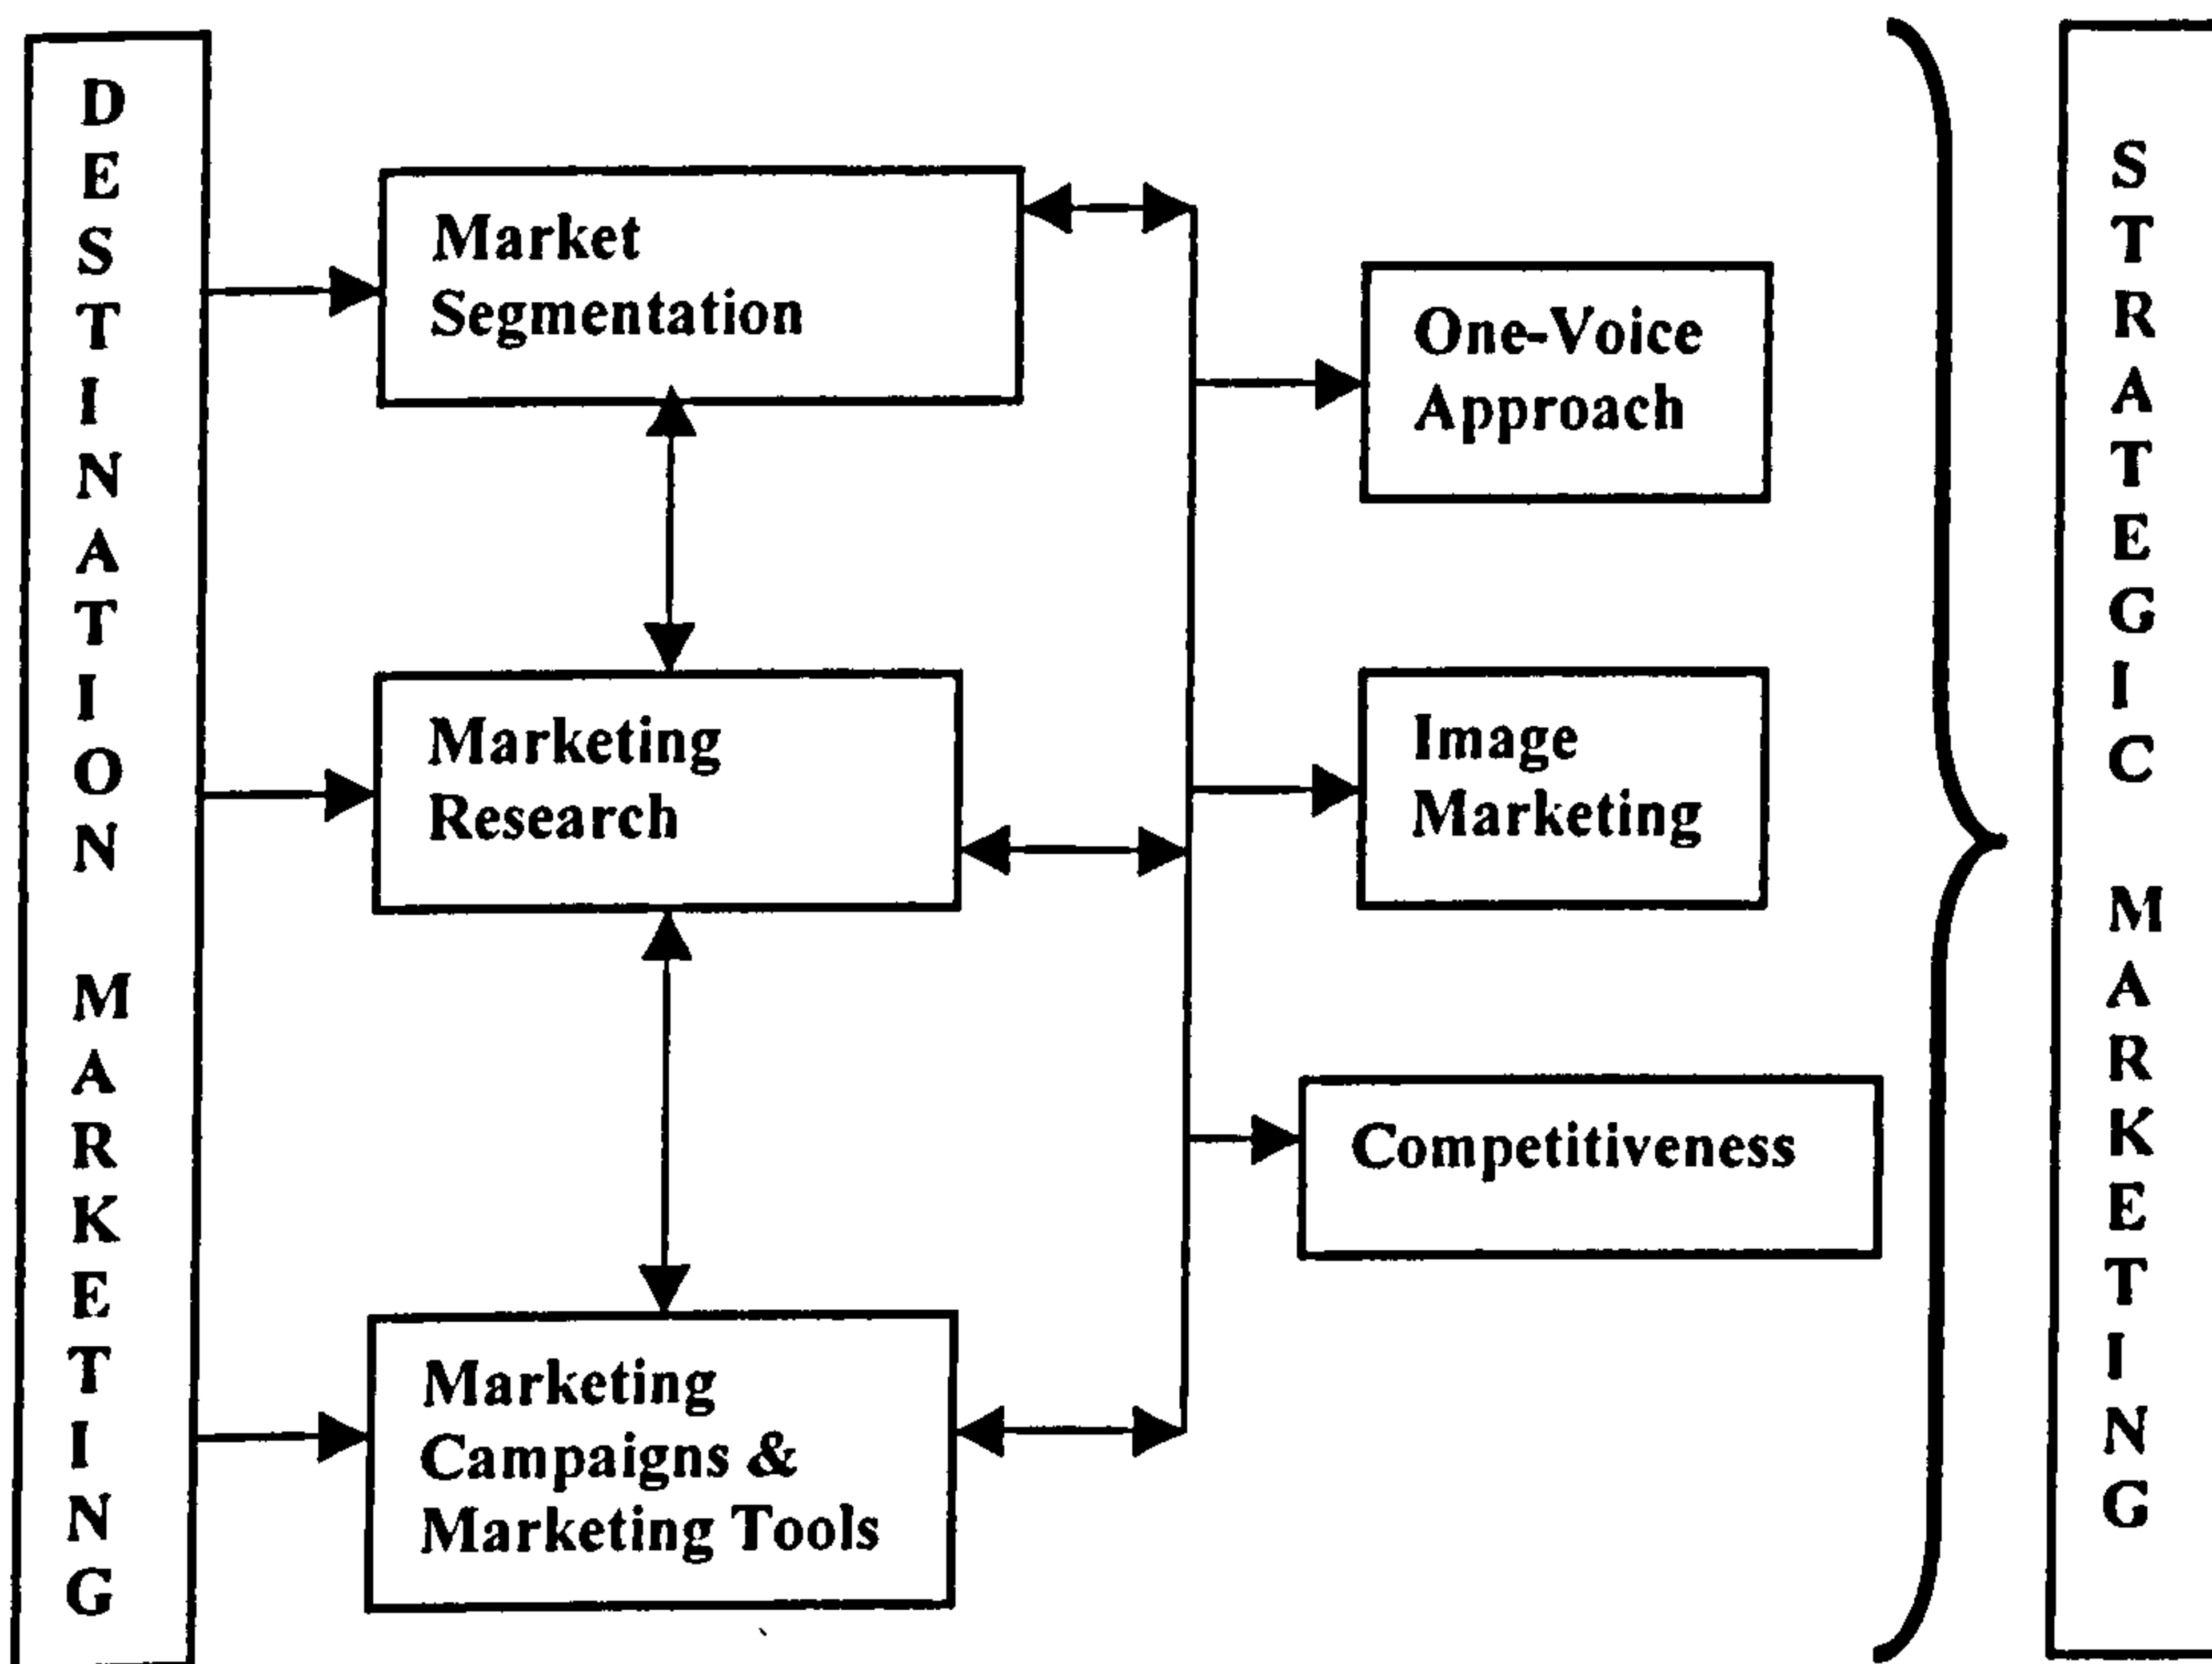 DESTINATION MARKETING
Market
Segmentation
Marketing
Research
Marketing
Campaigns &
Marketing Tools
One-Voice
Approach
Image
Marketing
Competitiveness
STRATEGIC MARKETING